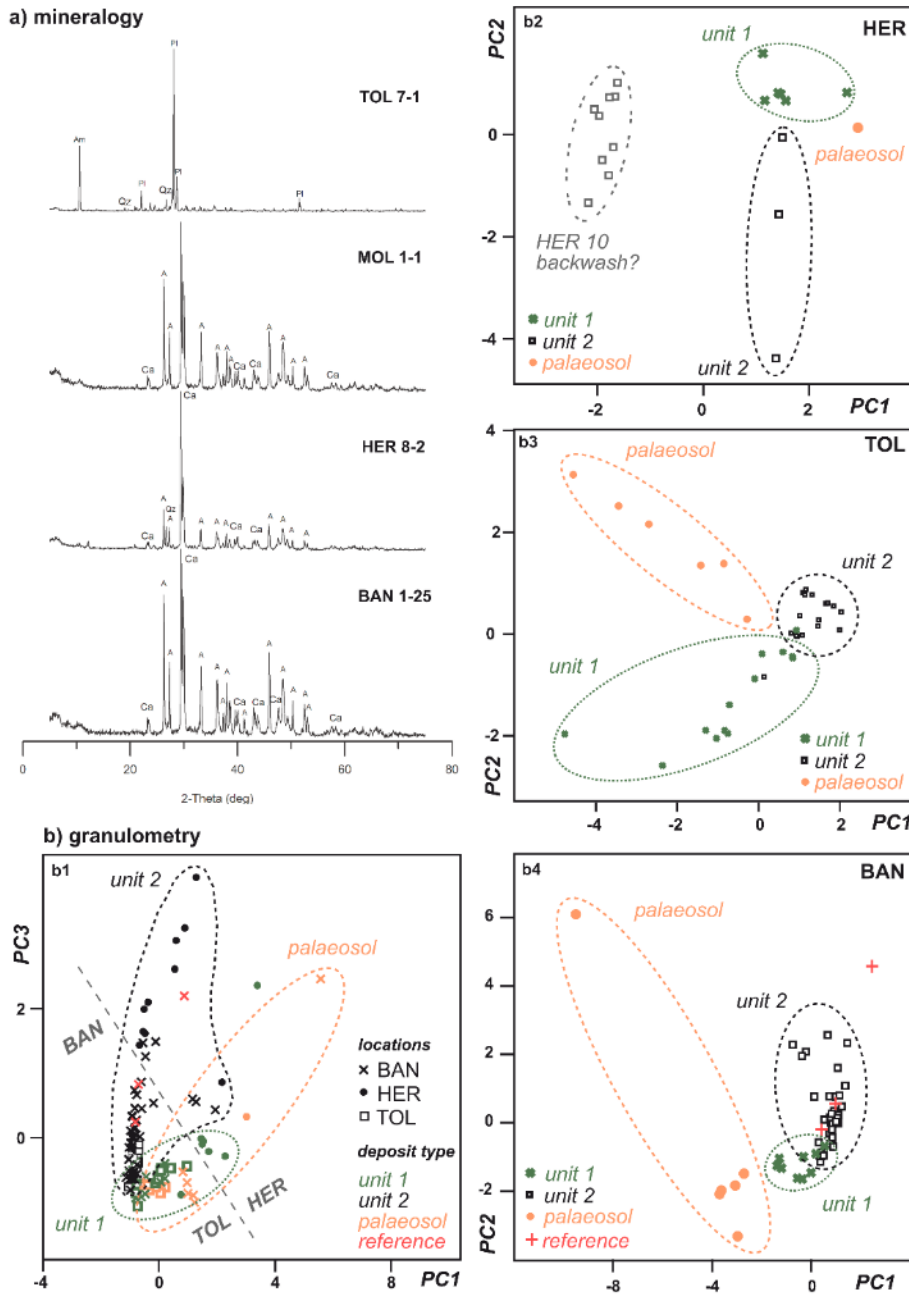 a) mineralogy
TOL 7-1
Am
Pl
Pl
Pl
Qz
Qz
Pl
MOL 1-1
A
A
A
A
A
A
A
A
A
A
Ca
Ca
Ca
Ca
Ca
HER 8-2
A
Qz
A
A
A
A
Ca
Ca
A
A
A
A
Ca
Ca
Ca
BAN 1-25
A
A
A
A
A
Ca
A
Ca
A
Ca
A
A
A
Ca
Ca
0
20
40
60
80
2-Theta (deg)
b2
HER
PC2
unit 1
palaeosol
HER 10
backwash?
unit 1
unit 2
palaeosol
unit 2
0
-2
-4
-2
0
2
PC1
b3
TOL
4
2
0
-2
PC2
palaeosol
unit 2
unit 1
unit 1
unit 2
palaeosol
-4
-2
0
2
PC1
b) granulometry
b1
unit 2
palaeosol
PC3
2
0
BAN
locations
BAN
HER
TOL
deposit type
unit 1
unit 2
palaeosol
reference
unit 1
TOL
HER
-4
0
4
8
PC1
b4
BAN
6
4
2
0
-2
PC2
palaeosol
unit 2
unit 1
unit 1
unit 2
palaeosol
reference
-8
-4
0
PC1